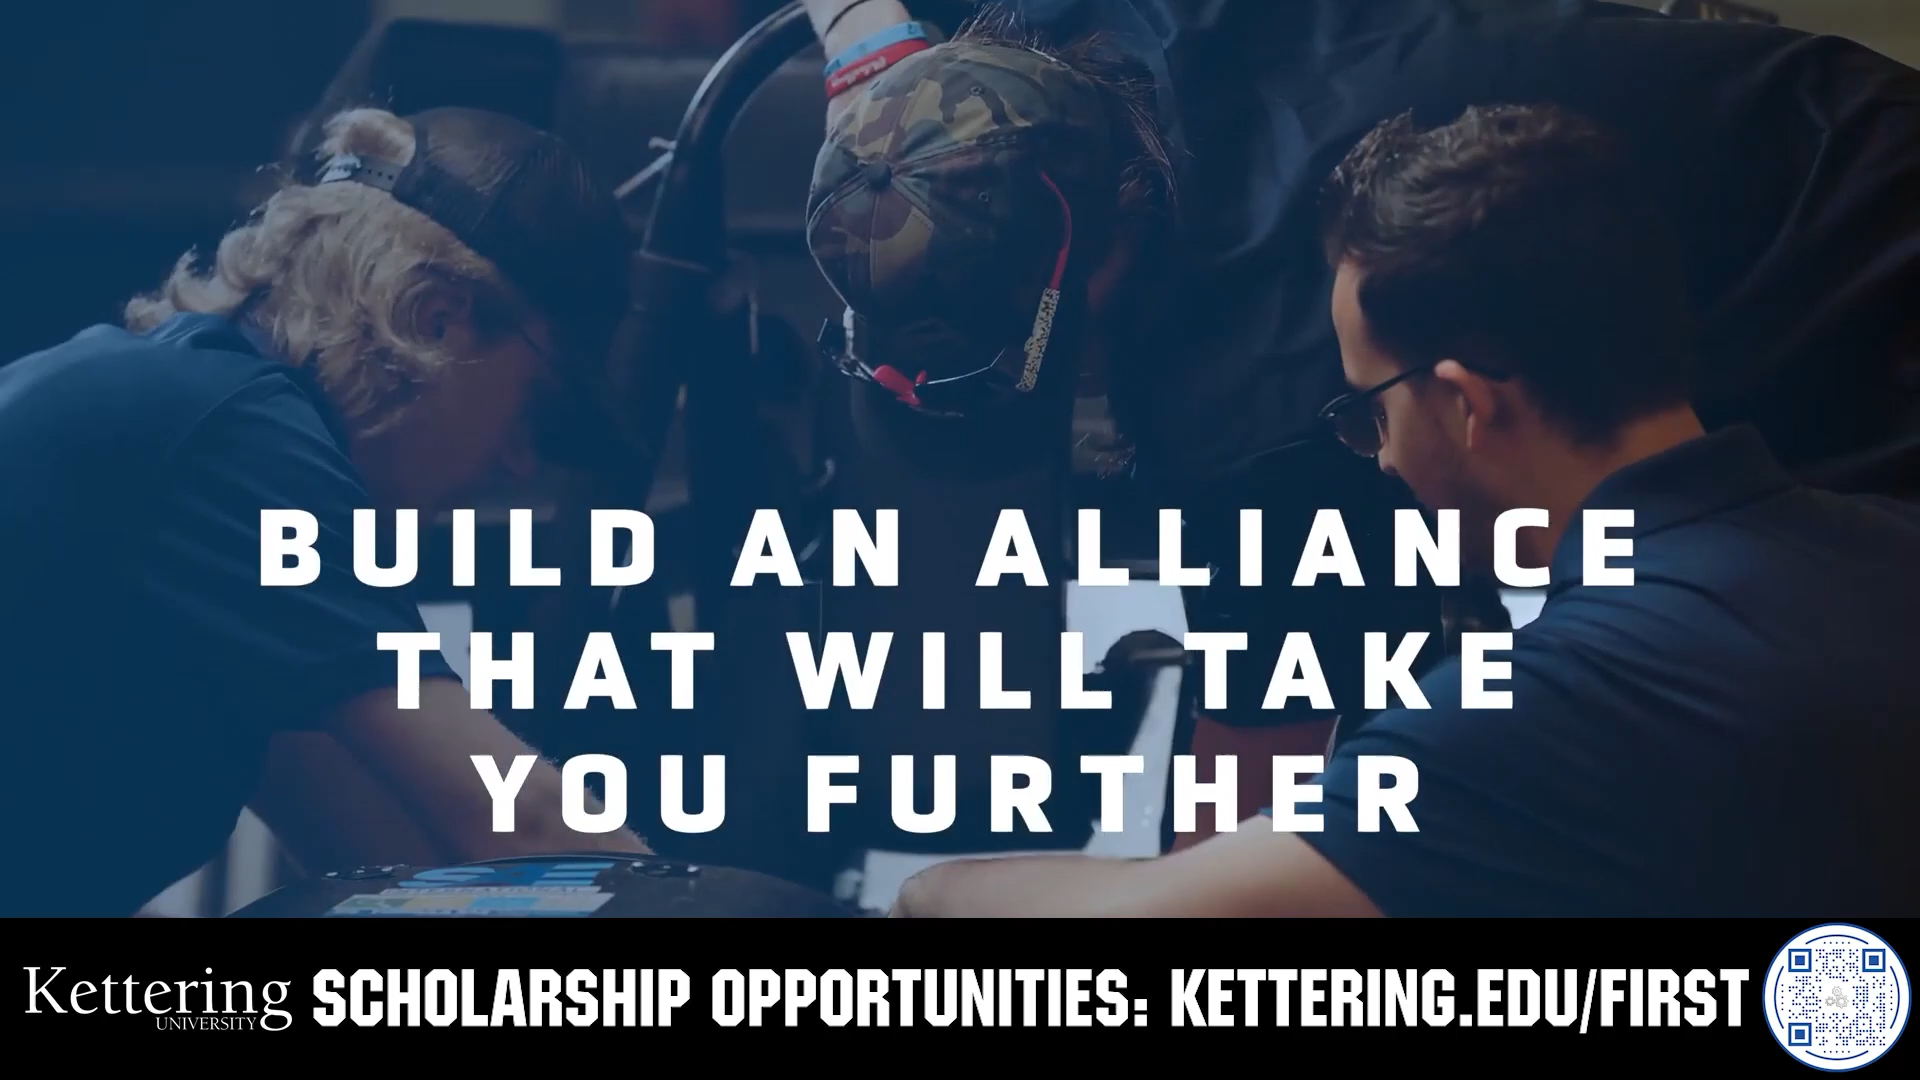 BUILD AN ALLIANCE
THAT WILL TAKE
YOU FURTHER
Kettering
UNIVERSITY
SCHOLARSHIP OPPORTUNITIES: KETTERING.EDU/FIRST